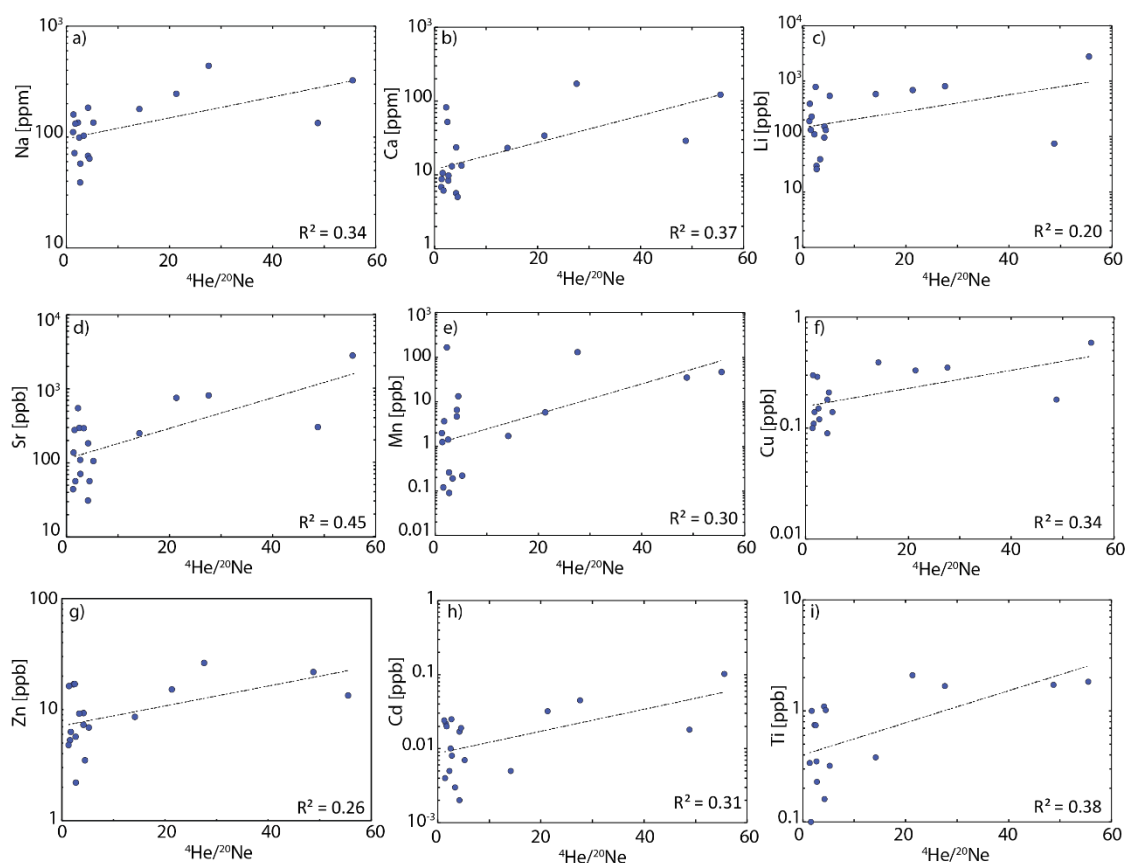 a)
10³
100
10
Na [ppm]
0 20 40 60
⁴He/²⁰Ne
R² = 0.34
b)
10³
100
10
1
Ca [ppm]
0 20 40 60
⁴He/²⁰Ne
R² = 0.37
c)
10⁴
10³
100
10
1
Li [ppb]
0 20 40 60
⁴He/²⁰Ne
R² = 0.20
d)
10⁴
10³
100
10
Sr [ppb]
0 20 40 60
⁴He/²⁰Ne
R² = 0.45
e)
10³
100
10
1
0.1
0.01
Mn [ppb]
0 20 40 60
⁴He/²⁰Ne
R² = 0.30
f)
1
0.1
0.01
Cu [ppb]
0 20 40 60
⁴He/²⁰Ne
R² = 0.34
g)
100
10
1
Zn [ppb]
0 20 40 60
⁴He/²⁰Ne
R² = 0.26
h)
1
0.1
0.01
10⁻³
Cd [ppb]
0 20 40 60
⁴He/²⁰Ne
R² = 0.31
i)
10
1
0.1
Ti [ppb]
0 20 40 60
⁴He/²⁰Ne
R² = 0.38